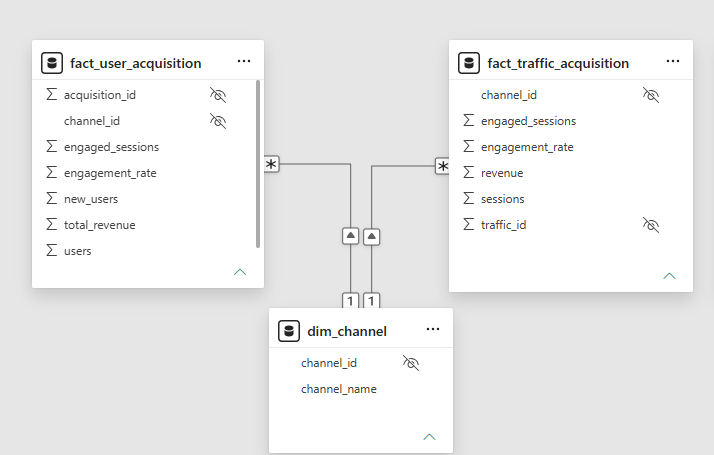 fact_user_acquisition ...
acquisition_id
channel_id
engaged_sessions
engagement_rate
new_users
total_revenue
users
fact_traffic_acquisition ...
channel_id
engaged_sessions
engagement_rate
revenue
sessions
traffic_id
* *
1 1
dim_channel ...
channel_id
channel_name